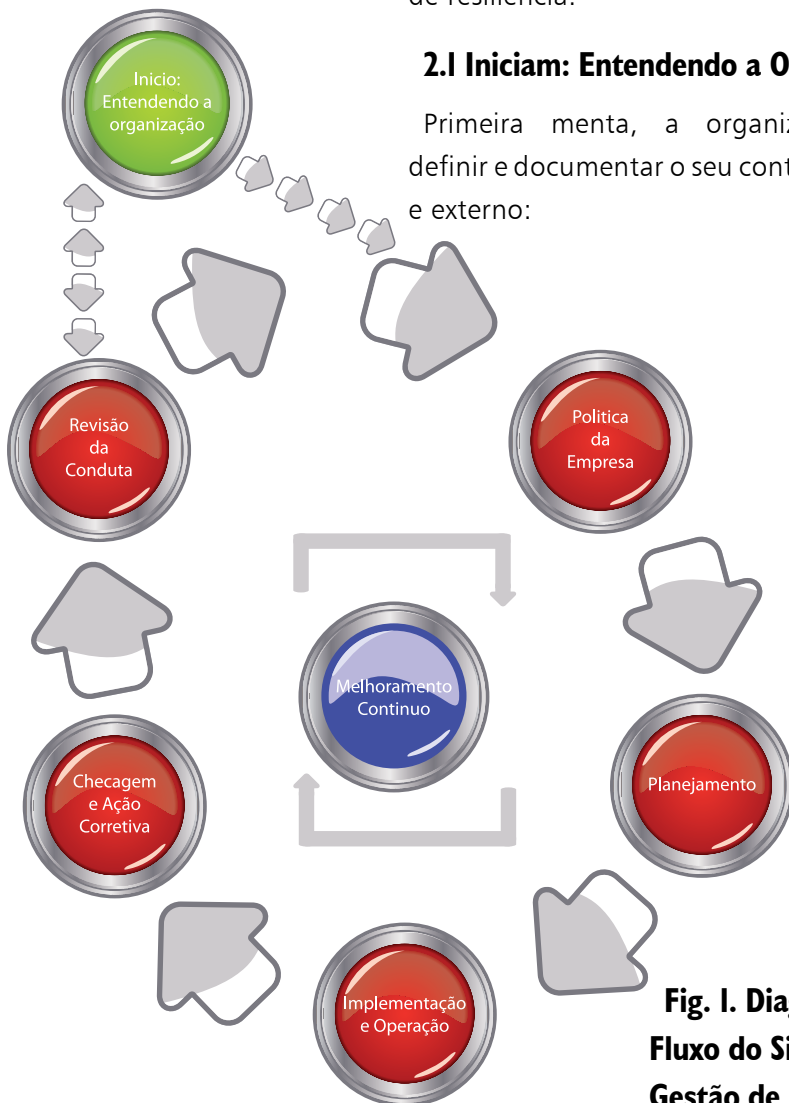 de resiliência.
2.1 Iniciam: Entendendo a O
Primeira menta, a organiz
definir e documentar o seu cont
e externo:
Inicio:
Entendendo a
organização
Revisão
da
Conduta
Politica
da
Empresa
Melhoramento
Continuo
Checagem
e Ação
Corretiva
Planejamento
Implementação
e Operação
Fig. 1. Dia
Fluxo do Si
Gestão de